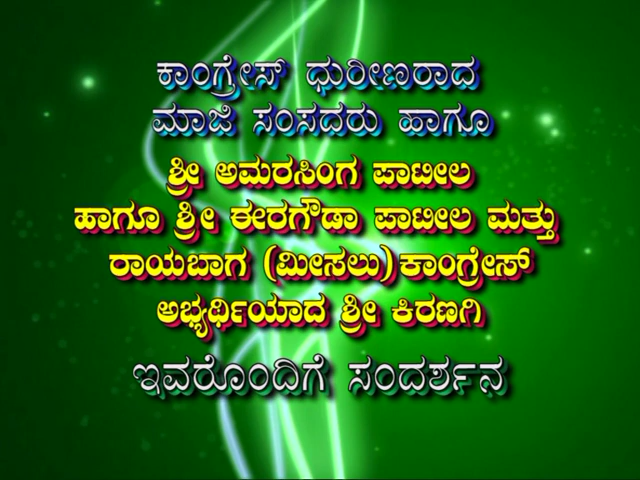 ಕಾಂಗ್ರೇಸ್ ಧುರೀಣರಾದ
ಮಾಜಿ ಸಂಸದರು ಹಾಗೂ
ಶ್ರೀ ಅಮರಸಿಂಗ ಪಾಟೀಲ
ಹಾಗೂ ಶ್ರೀ ಈರಗೌಡಾ ಪಾಟೀಲ ಮತ್ತು
ರಾಯಬಾಗ (ಮೀಸಲು) ಕಾಂಗ್ರೇಸ್
ಅಭ್ಯರ್ಥಿಯಾದ ಶ್ರೀ ಕಿರಣಗಿ
ಇವರೊಂದಿಗೆ ಸಂದರ್ಶನ